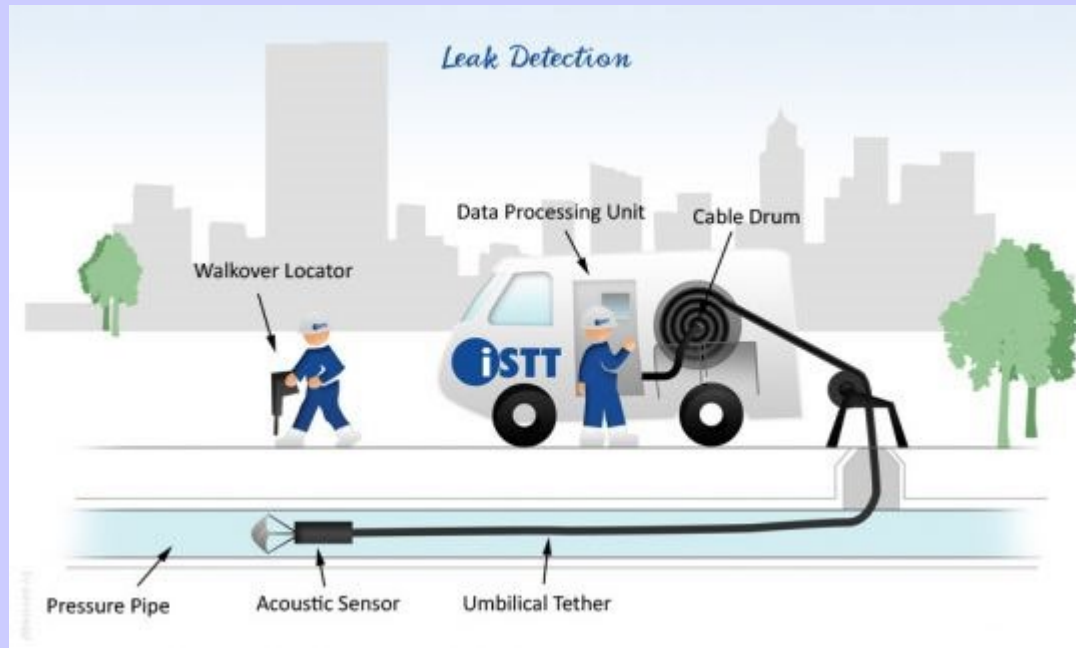 Leak Detection
Data Processing Unit
Cable Drum
Walkover Locator
iSTT
Pressure Pipe
Acoustic Sensor
Umbilical Tether